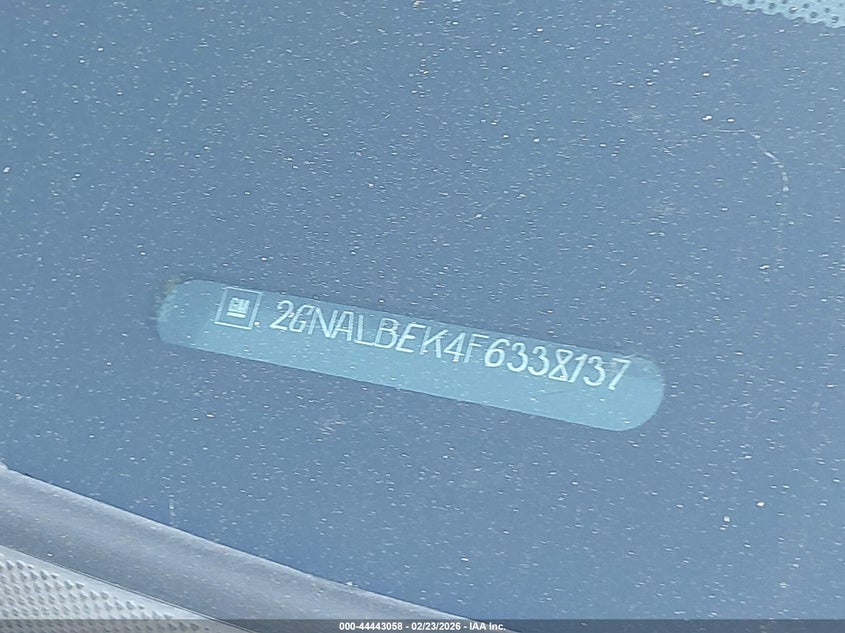 GM
2GNALBEK4F6338137
000-44443058 - 02/23/2026 - IAA Inc.